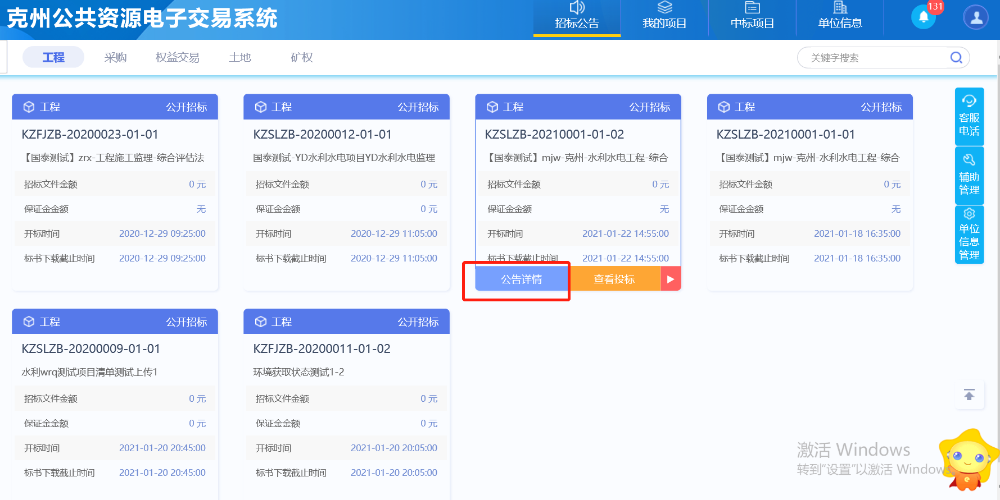 克州公共资源电子交易系统
招标公告
我的项目
中标项目
单位信息
131
工程
采购
权益交易
土地
矿权
关键字搜索
工程 公开招标
KZFJZB-20200023-01-01
【国泰测试】zrx-工程施工监理-综合评估法
招标文件金额 0 元
保证金金额 无
开标时间 2020-12-29 09:25:00
标书下载截止时间 2020-12-29 09:25:00
工程 公开招标
KZSLZB-20200012-01-01
国泰测试-YD水利水电项目YD水利水电监理
招标文件金额 0 元
保证金金额 0 元
开标时间 2020-12-29 11:05:00
标书下载截止时间 2020-12-29 11:05:00
工程 公开招标
KZSLZB-20210001-01-02
【国泰测试】mjw-克州-水利水电工程-综合
招标文件金额 0 元
保证金金额 无
开标时间 2021-01-22 14:55:00
标书下载截止时间 2021-01-22 14:55:00
公告详情 查看投标
工程 公开招标
KZSLZB-20210001-01-01
【国泰测试】mjw-克州-水利水电工程-综合
招标文件金额 0 元
保证金金额 无
开标时间 2021-01-18 16:35:00
标书下载截止时间 2021-01-18 16:35:00
客服
电话
辅助
管理
单位
信息
管理
工程 公开招标
KZSLZB-20200009-01-01
水利wrq测试项目清单测试上传1
招标文件金额 0 元
保证金金额 0 元
开标时间 2021-01-20 20:45:00
标书下载截止时间 2021-01-20 20:45:00
工程 公开招标
KZFJZB-20200011-01-02
环境获取状态测试1-2
招标文件金额 0 元
保证金金额 0 元
开标时间 2021-01-20 20:05:00
标书下载截止时间 2021-01-20 20:05:00
激活 Windows
转到“设置”以激活 Windows